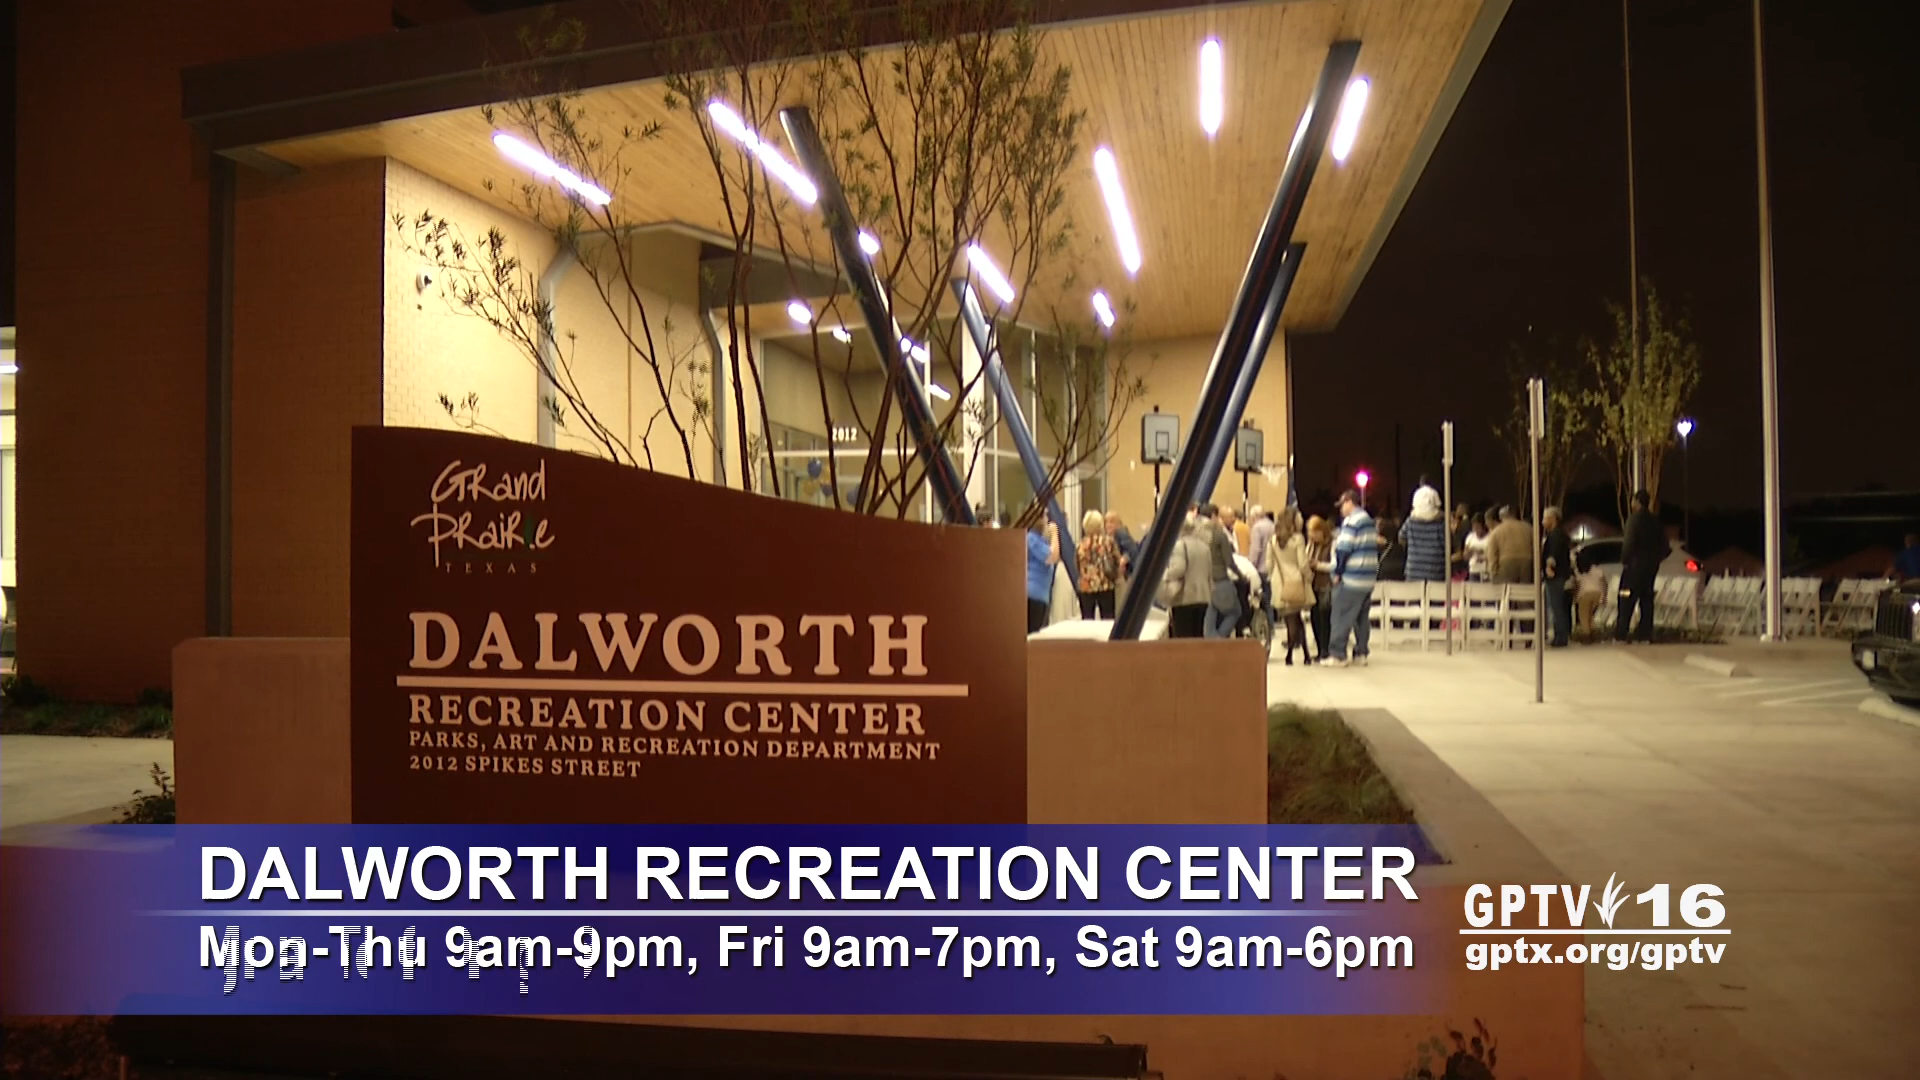 2012
Grand
Prairie
TEXAS
DALWORTH
RECREATION CENTER
PARKS, ART AND RECREATION DEPARTMENT
2012 SPIKES STREET
DALWORTH RECREATION CENTER
Mon-Thu 9am-9pm, Fri 9am-7pm, Sat 9am-6pm
GPTV 16
gptx.org/gptv